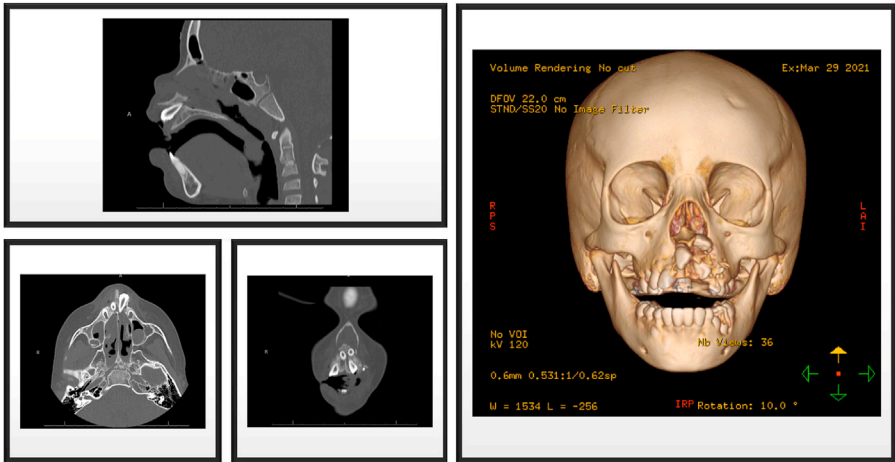 A
A
R
R
Volume Rendering No cut
Ex:Mar 29 2021
DFOV 22.0 cm
STND/SS20 No Image Filter
R
P
S
L
A
I
No VOI
kV 120
Nb Views: 36
0.6mm 0.531:1/0.62sp
W = 1534 L = -256
IRP Rotation: 10.0 °